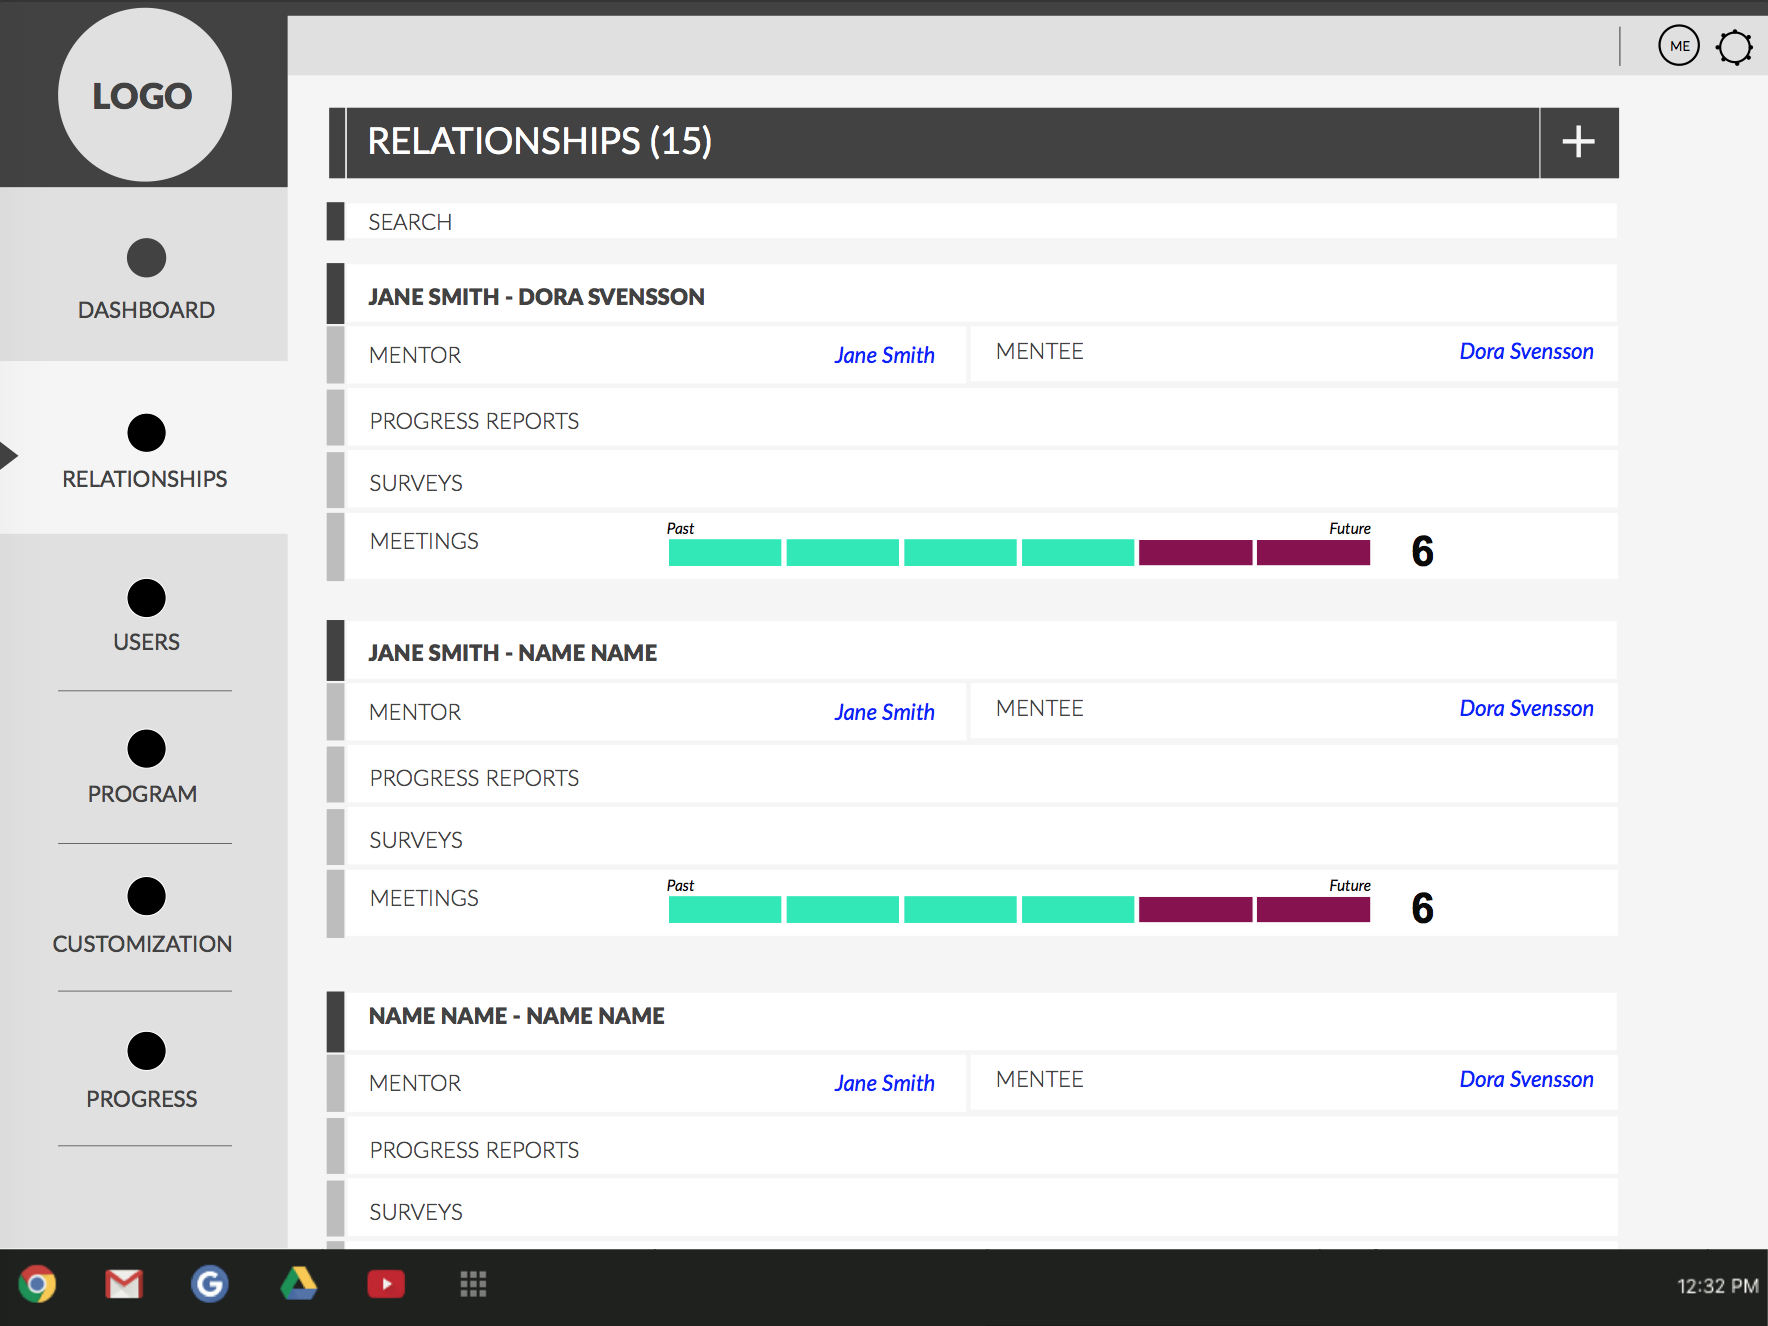 LOGO
ME
RELATIONSHIPS (15)
SEARCH
DASHBOARD
RELATIONSHIPS
USERS
PROGRAM
CUSTOMIZATION
PROGRESS
JANE SMITH - DORA SVENSSON
MENTOR Jane Smith MENTEE Dora Svensson
PROGRESS REPORTS
SURVEYS
MEETINGS Past Future 6
JANE SMITH - NAME NAME
MENTOR Jane Smith MENTEE Dora Svensson
PROGRESS REPORTS
SURVEYS
MEETINGS Past Future 6
NAME NAME - NAME NAME
MENTOR Jane Smith MENTEE Dora Svensson
PROGRESS REPORTS
SURVEYS
12:32 PM